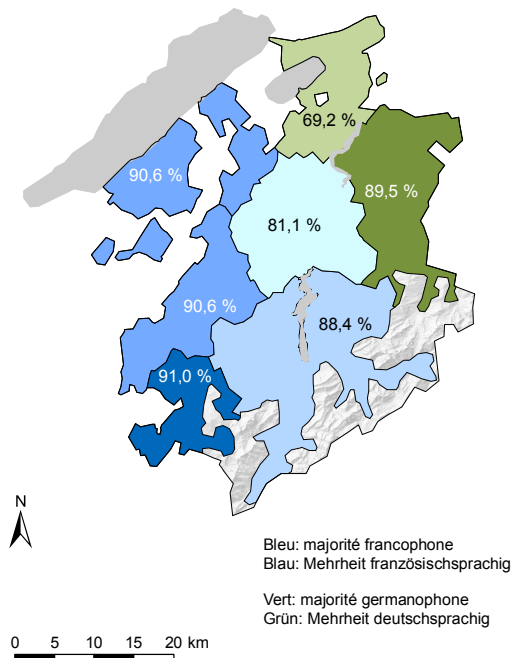 69,2 %
90,6 %
89,5 %
81,1 %
90,6 %
88,4 %
91,0 %
N
Bleu: majorité francophone
Blau: Mehrheit französischsprachig
Vert: majorité germanophone
Grün: Mehrheit deutschsprachig
0 5 10 20 km